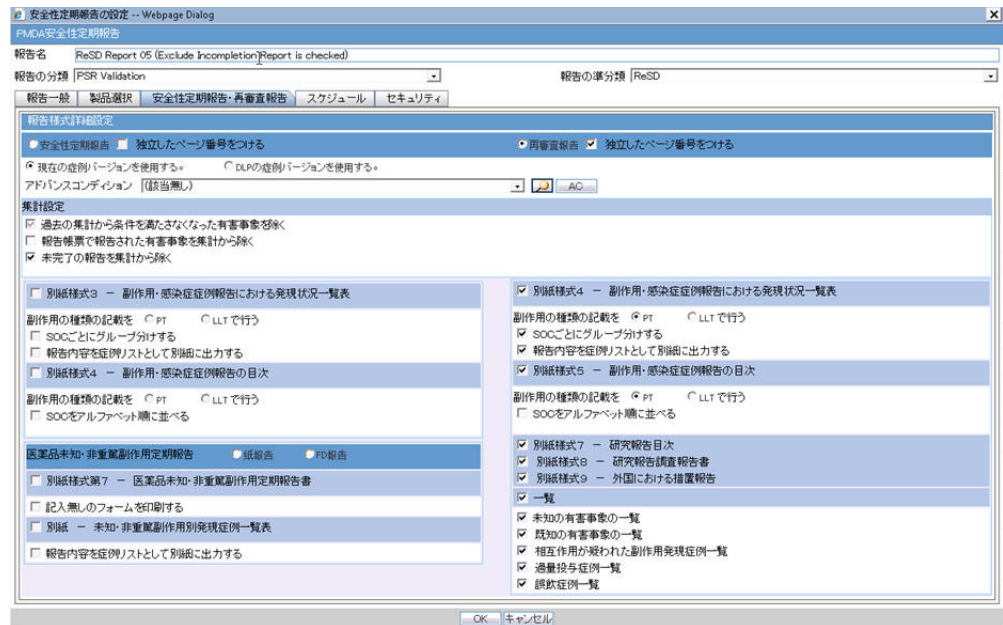 安全性定期報告の設定 -- Webpage Dialog
PMDA安全性定期報告
報告名 ReSD Report 05 (Exclude Incompletion Report is checked)
報告の分類 PSR Validation 報告の準分類 ReSD
報告一般 製品選択 安全性定期報告・再審査報告 スケジュール セキュリティ
報告様式詳細設定
安全性定期報告 独立したページ番号をつける 再審査報告 独立したページ番号をつける
現在の症例バージョンを使用する。 DLPの症例バージョンを使用する。
アドバンスコンディション (該当無し) AC
集計設定
過去の集計から条件を満たさなくなった有害事象を除く
報告帳票で報告された有害事象を集計から除く
未完了の報告を集計から除く
別紙様式3 － 副作用・感染症症例報告における発現状況一覧表
副作用の種類の記載を PT LLT で行う
SOCごとにグループ分けする
報告内容を症例リストとして別紙に出力する
別紙様式4 － 副作用・感染症症例報告の目次
副作用の種類の記載を PT LLT で行う
SOCをアルファベット順に並べる
医薬品未知・非重篤副作用定期報告 紙報告 FD報告
別紙様式第7 － 医薬品未知・非重篤副作用定期報告書
記入無しのフォームを印刷する
別紙 － 未知・非重篤副作用別発現症例一覧表
報告内容を症例リストとして別紙に出力する
別紙様式4 － 副作用・感染症症例報告における発現状況一覧表
副作用の種類の記載を PT LLT で行う
SOCごとにグループ分けする
報告内容を症例リストとして別紙に出力する
別紙様式5 － 副作用・感染症症例報告の目次
副作用の種類の記載を PT LLT で行う
SOCをアルファベット順に並べる
別紙様式7 － 研究報告目次
別紙様式8 － 研究報告調査報告書
別紙様式9 － 外国における措置報告
一覧
未知の有害事象の一覧
既知の有害事象の一覧
相互作用が疑われた副作用発現症例一覧
過量投与症例一覧
誤飲症例一覧
OK キャンセル